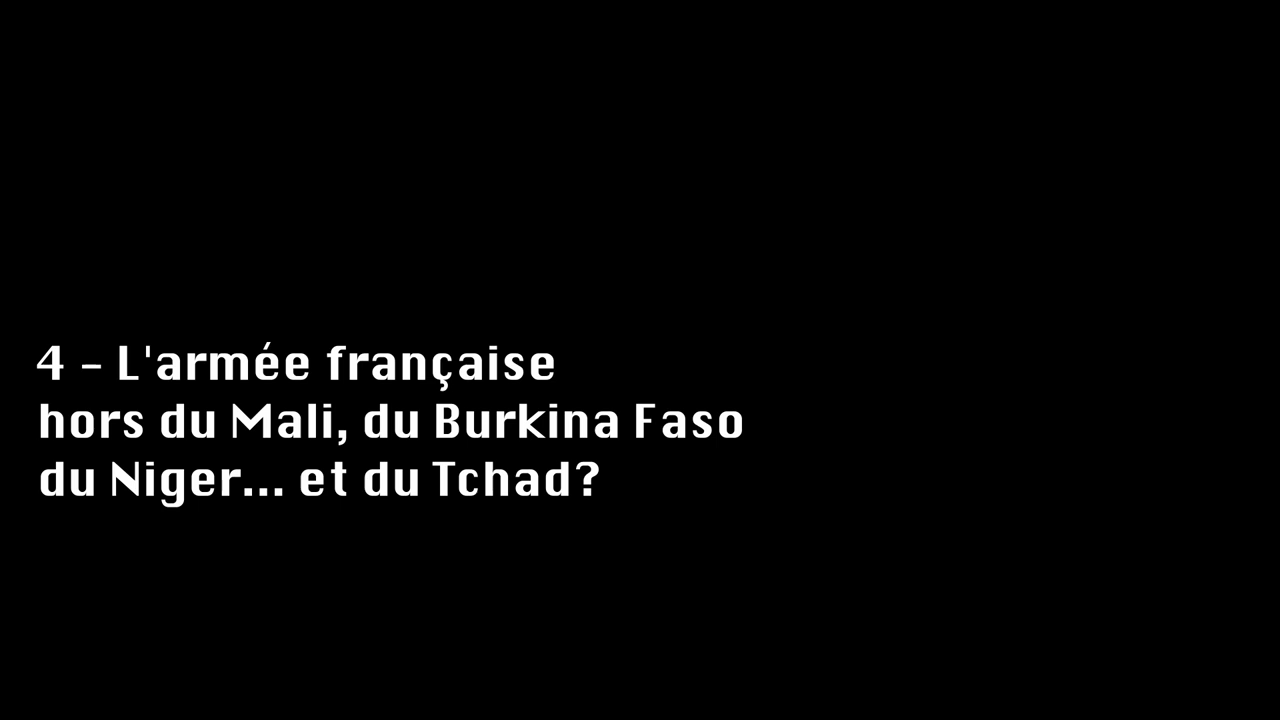 4 - L'armée française
hors du Mali, du Burkina Faso
du Niger... et du Tchad?